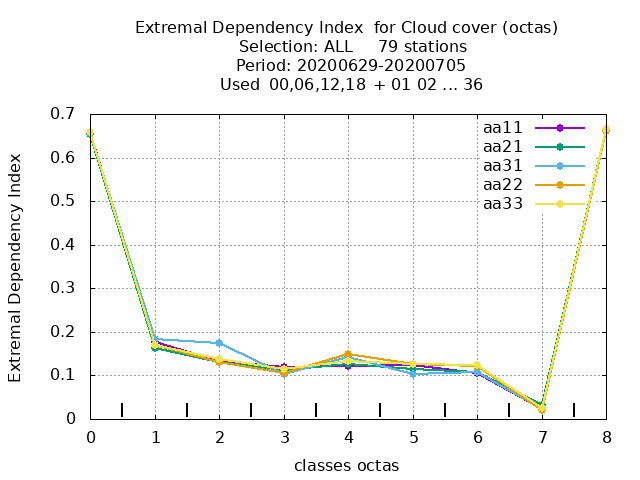 Extremal Dependency Index  for Cloud cover (octas)
Selection: ALL     79 stations
Period: 20200629-20200705
Used  00,06,12,18  + 01 02 ... 36
Extremal Dependency Index
0.7
0.6
0.5
0.4
0.3
0.2
0.1
0
aa11
aa21
aa31
aa22
aa33
0 1 2 3 4 5 6 7 8
classes octas